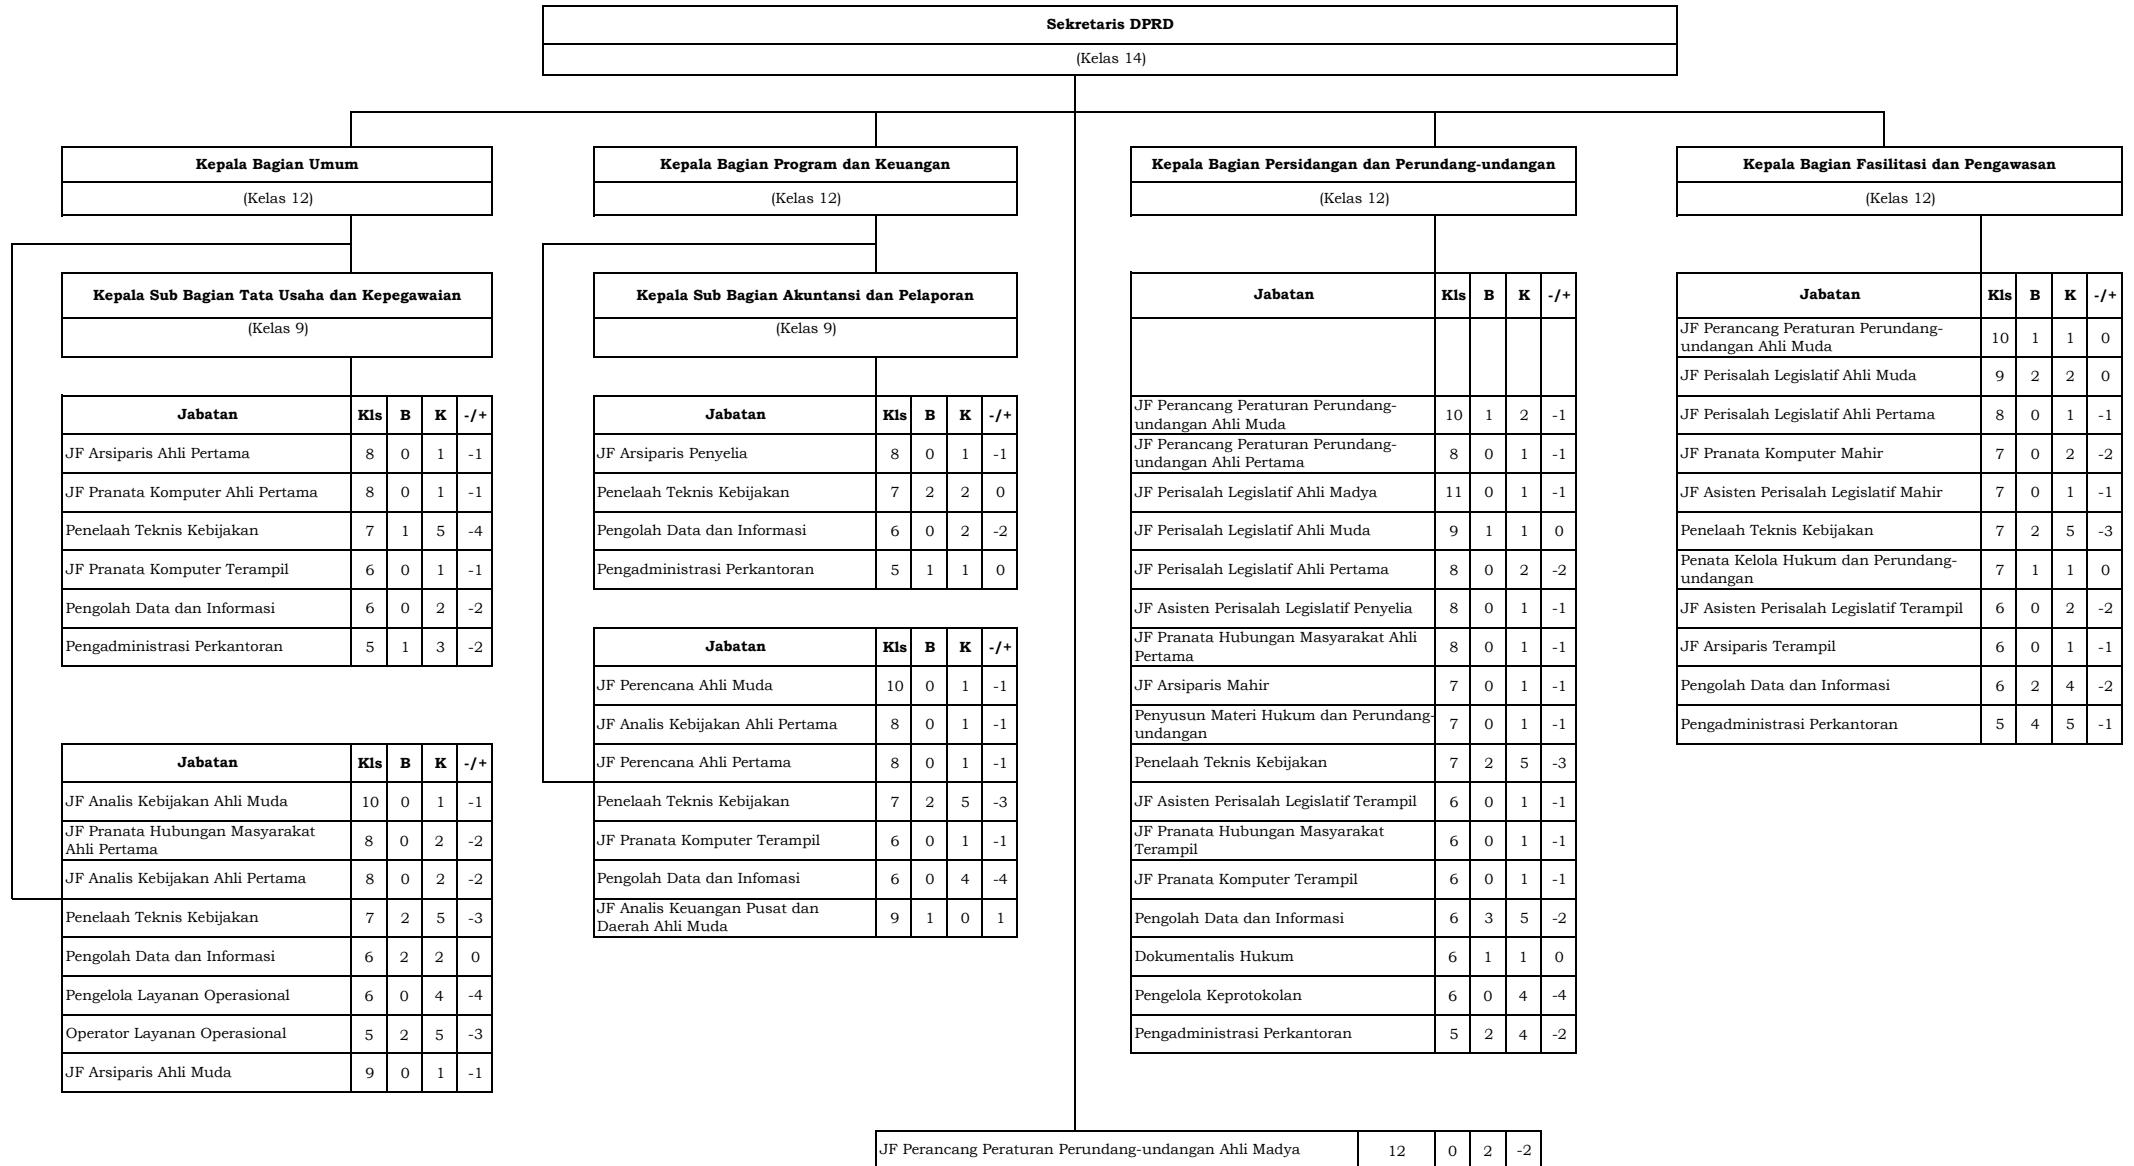 Sekretaris DPRD
(Kelas 14)
Kepala Bagian Umum
(Kelas 12)
Kepala Sub Bagian Tata Usaha dan Kepegawaian
(Kelas 9)
Jabatan Kls B K -/+
JF Arsiparis Ahli Pertama 8 0 1 -1
JF Pranata Komputer Ahli Pertama 8 0 1 -1
Penelaah Teknis Kebijakan 7 1 5 -4
JF Pranata Komputer Terampil 6 0 1 -1
Pengolah Data dan Informasi 6 0 2 -2
Pengadministrasi Perkantoran 5 1 3 -2
Jabatan Kls B K -/+
JF Analis Kebijakan Ahli Muda 10 0 1 -1
JF Pranata Hubungan Masyarakat
Ahli Pertama 8 0 2 -2
JF Analis Kebijakan Ahli Pertama 8 0 2 -2
Penelaah Teknis Kebijakan 7 2 5 -3
Pengolah Data dan Informasi 6 2 2 0
Pengelola Layanan Operasional 6 0 4 -4
Operator Layanan Operasional 5 2 5 -3
JF Arsiparis Ahli Muda 9 0 1 -1
Kepala Bagian Program dan Keuangan
(Kelas 12)
Kepala Sub Bagian Akuntansi dan Pelaporan
(Kelas 9)
Jabatan Kls B K -/+
JF Arsiparis Penyelia 8 0 1 -1
Penelaah Teknis Kebijakan 7 2 2 0
Pengolah Data dan Informasi 6 0 2 -2
Pengadministrasi Perkantoran 5 1 1 0
Jabatan Kls B K -/+
JF Perencana Ahli Muda 10 0 1 -1
JF Analis Kebijakan Ahli Pertama 8 0 1 -1
JF Perencana Ahli Pertama 8 0 1 -1
Penelaah Teknis Kebijakan 7 2 5 -3
JF Pranata Komputer Terampil 6 0 1 -1
Pengolah Data dan Infomasi 6 0 4 -4
JF Analis Keuangan Pusat dan
Daerah Ahli Muda 9 1 0 1
Kepala Bagian Persidangan dan Perundang-undangan
(Kelas 12)
Jabatan Kls B K -/+
JF Perancang Peraturan Perundang-
undangan Ahli Muda 10 1 2 -1
JF Perancang Peraturan Perundang-
undangan Ahli Pertama 8 0 1 -1
JF Perisalah Legislatif Ahli Madya 11 0 1 -1
JF Perisalah Legislatif Ahli Muda 9 1 1 0
JF Perisalah Legislatif Ahli Pertama 8 0 2 -2
JF Asisten Perisalah Legislatif Penyelia 8 0 1 -1
JF Pranata Hubungan Masyarakat Ahli
Pertama 8 0 1 -1
JF Arsiparis Mahir 7 0 1 -1
Penyusun Materi Hukum dan Perundang-
undangan 7 0 1 -1
Penelaah Teknis Kebijakan 7 2 5 -3
JF Asisten Perisalah Legislatif Terampil 6 0 1 -1
JF Pranata Hubungan Masyarakat
Terampil 6 0 1 -1
JF Pranata Komputer Terampil 6 0 1 -1
Pengolah Data dan Informasi 6 3 5 -2
Dokumentalis Hukum 6 1 1 0
Pengelola Keprotokolan 6 0 4 -4
Pengadministrasi Perkantoran 5 2 4 -2
Kepala Bagian Fasilitasi dan Pengawasan
(Kelas 12)
Jabatan Kls B K -/+
JF Perancang Peraturan Perundang-
undangan Ahli Muda 10 1 1 0
JF Perisalah Legislatif Ahli Muda 9 2 2 0
JF Perisalah Legislatif Ahli Pertama 8 0 1 -1
JF Pranata Komputer Mahir 7 0 2 -2
JF Asisten Perisalah Legislatif Mahir 7 0 1 -1
Penelaah Teknis Kebijakan 7 2 5 -3
Penata Kelola Hukum dan Perundang-
undangan 7 1 1 0
JF Asisten Perisalah Legislatif Terampil 6 0 2 -2
JF Arsiparis Terampil 6 0 1 -1
Pengolah Data dan Informasi 6 2 4 -2
Pengadministrasi Perkantoran 5 4 5 -1
JF Perancang Peraturan Perundang-undangan Ahli Madya 12 0 2 -2